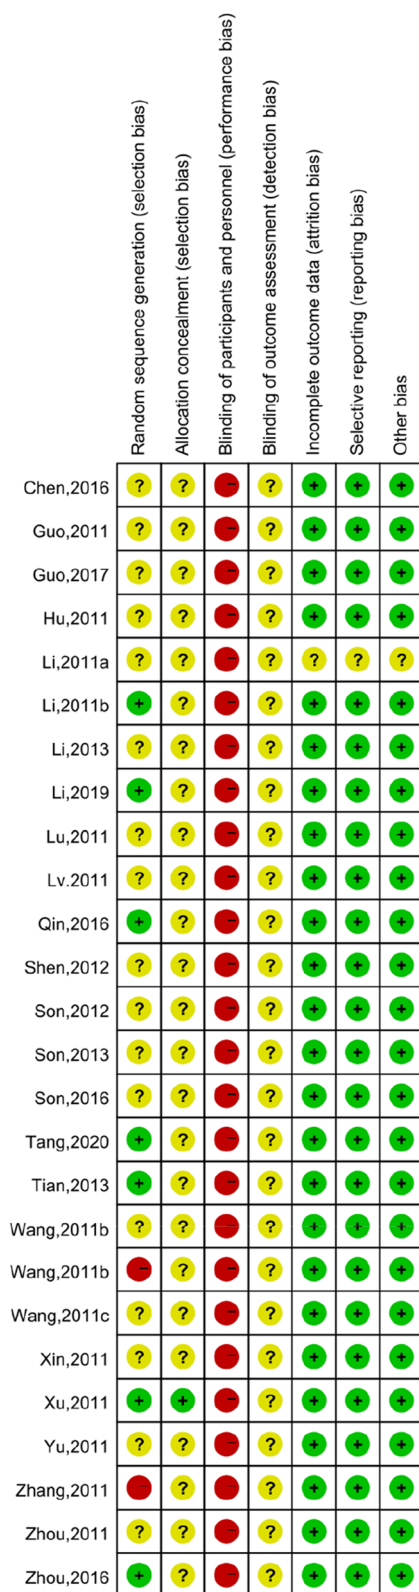 Random sequence generation (selection bias)
Allocation concealment (selection bias)
Blinding of participants and personnel (performance bias)
Blinding of outcome assessment (detection bias)
Incomplete outcome data (attrition bias)
Selective reporting (reporting bias)
Other bias
Chen,2016 ? ? - ? + + +
Guo,2011 ? ? - ? + + +
Guo,2017 ? ? - ? + + +
Hu,2011 ? ? - ? + + +
Li,2011a ? ? - ? ? ? ?
Li,2011b + ? - ? + + +
Li,2013 ? ? - ? + + +
Li,2019 + ? - ? + + +
Lu,2011 ? ? - ? + + +
Lv.2011 ? ? - ? + + +
Qin,2016 + ? - ? + + +
Shen,2012 ? ? - ? + + +
Son,2012 ? ? - ? + + +
Son,2013 ? ? - ? + + +
Son,2016 ? ? - ? + + +
Tang,2020 + ? - ? + + +
Tian,2013 + ? - ? + + +
Wang,2011b ? ? - ? + + +
Wang,2011b - ? - ? + + +
Wang,2011c ? ? - ? + + +
Xin,2011 ? ? - ? + + +
Xu,2011 + + - ? + + +
Yu,2011 ? ? - ? + + +
Zhang,2011 - ? - ? + + +
Zhou,2011 ? ? - ? + + +
Zhou,2016 + ? - ? + + +